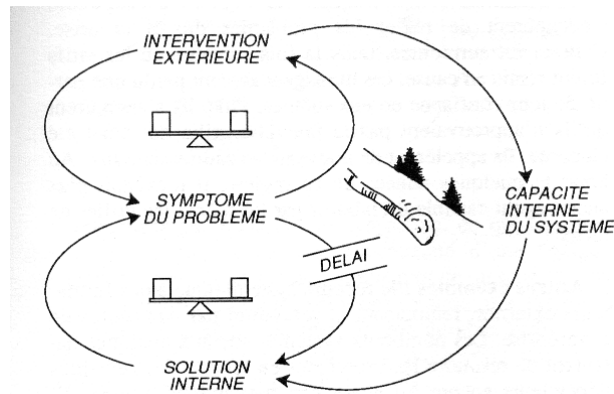 INTERVENTION
EXTERIEURE
SYMPTOME
DU PROBLEME
CAPACITE
INTERNE
DU SYSTEME
DELAI
SOLUTION
INTERNE